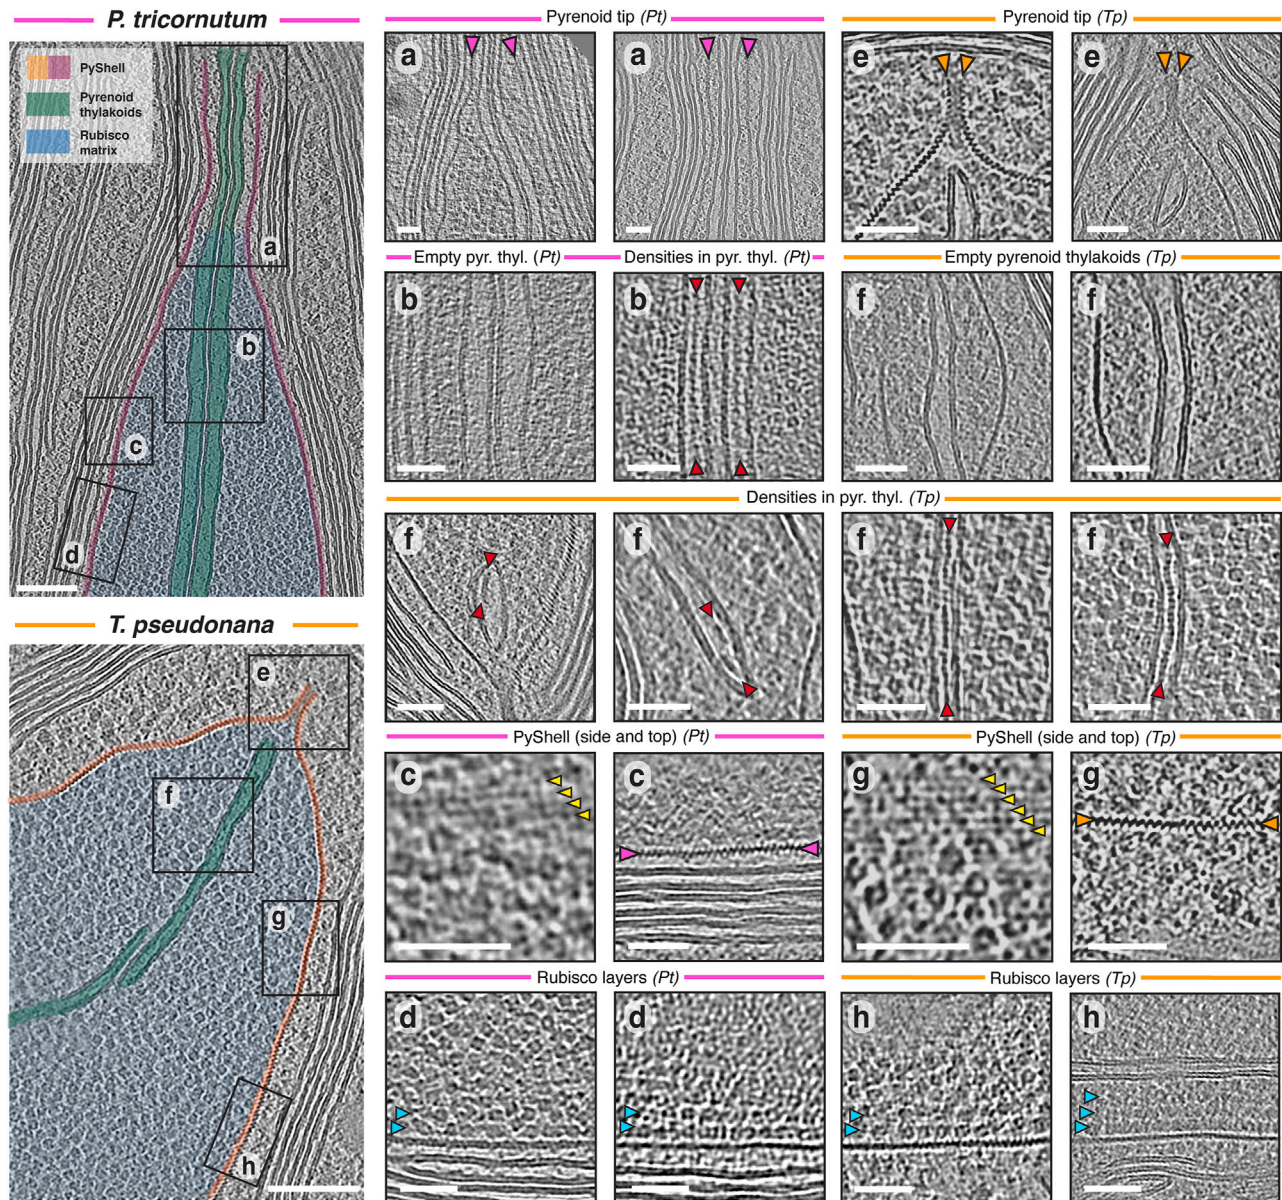 P. tricornutum
PyShell
Pyrenoid
thylakoids
Rubisco
matrix
a
b
c
d
T. pseudonana
e
f
g
h
Pyrenoid tip (Pt)
Pyrenoid tip (Tp)
a
a
e
e
Empty pyr. thyl. (Pt)
Densities in pyr. thyl. (Pt)
Empty pyrenoid thylakoids (Tp)
b
b
f
f
Densities in pyr. thyl. (Tp)
f
f
f
f
PyShell (side and top) (Pt)
PyShell (side and top) (Tp)
c
c
g
g
Rubisco layers (Pt)
Rubisco layers (Tp)
d
d
h
h